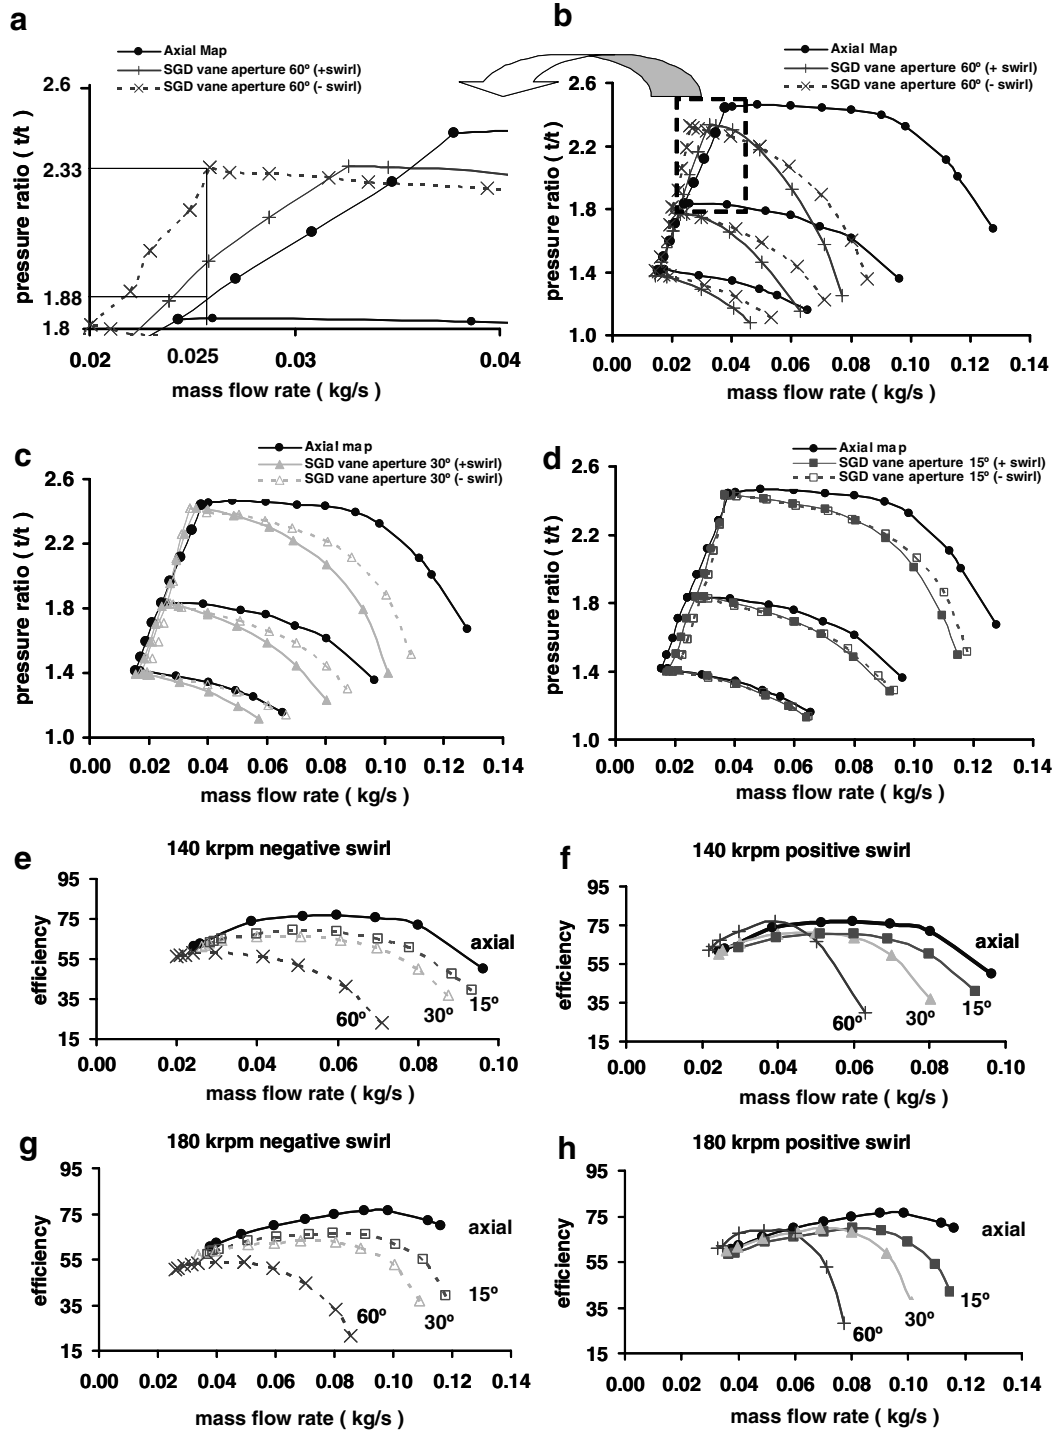 a
Axial Map
SGD vane aperture 60º (+swirl)
SGD vane aperture 60º (- swirl)
pressure ratio ( t/t)
2.6
2.33
1.88
1.8
0.02
0.025
0.03
0.04
mass flow rate ( kg/s )
b
Axial Map
SGD vane aperture 60º (+ swirl)
SGD vane aperture 60º (- swirl)
pressure ratio ( t/t )
2.6
2.2
1.8
1.4
1.0
0.00 0.02 0.04 0.06 0.08 0.10 0.12 0.14
mass flow rate ( kg/s )
c
Axial map
SGD vane aperture 30º (+swirl)
SGD vane aperture 30º (- swirl)
pressure ratio ( t/t )
2.6
2.2
1.8
1.4
1.0
0.00 0.02 0.04 0.06 0.08 0.10 0.12 0.14
mass flow rate ( kg/s )
d
Axial map
SGD vane aperture 15º (+ swirl)
SGD vane aperture 15º (- swirl)
pressure ratio ( t/t )
2.6
2.2
1.8
1.4
1.0
0.00 0.02 0.04 0.06 0.08 0.10 0.12 0.14
mass flow rate ( kg/s )
e
140 krpm negative swirl
efficiency
95
75
55
35
15
axial
15º
30º
60º
0.00 0.02 0.04 0.06 0.08 0.10
mass flow rate ( kg/s )
f
140 krpm positive swirl
efficiency
95
75
55
35
15
axial
15º
30º
60º
0.00 0.02 0.04 0.06 0.08 0.10
mass flow rate ( kg/s )
g
180 krpm negative swirl
efficiency
95
75
55
35
15
axial
15º
30º
60º
0.00 0.02 0.04 0.06 0.08 0.10 0.12 0.14
mass flow rate ( kg/s )
h
180 krpm positive swirl
efficiency
95
75
55
35
15
axial
15º
30º
60º
0.00 0.02 0.04 0.06 0.08 0.10 0.12 0.14
mass flow rate ( kg/s )